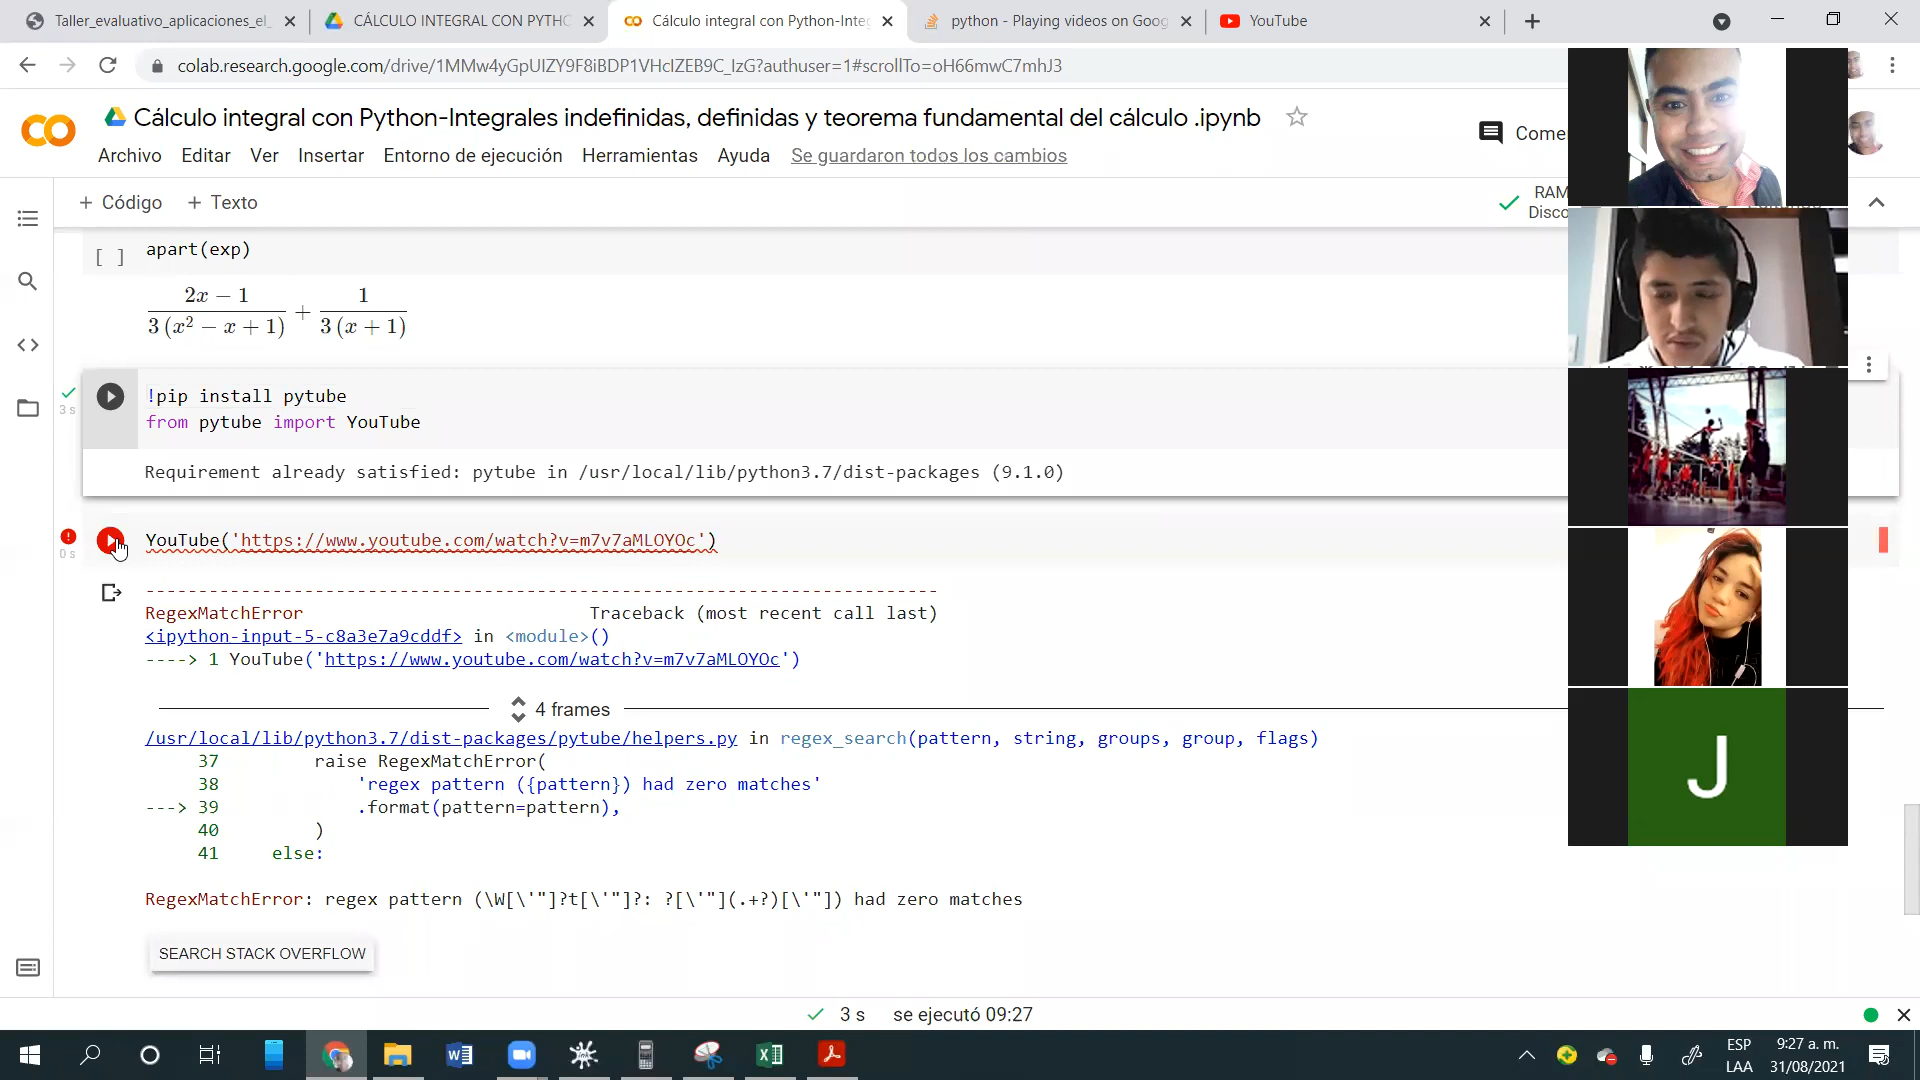 Taller_evaluativo_aplicaciones_el_
CÁLCULO INTEGRAL CON PYTHO
Cálculo integral con Python-Integ
python - Playing videos on Goog
YouTube
colab.research.google.com/drive/1MMw4yGpUIZY9F8iBDP1VHcIZEB9C_IzG?authuser=1#scrollTo=oH66mwC7mhJ3
Cálculo integral con Python-Integrales indefinidas, definidas y teorema fundamental del cálculo .ipynb
Come
Archivo Editar Ver Insertar Entorno de ejecución Herramientas Ayuda Se guardaron todos los cambios
+ Código + Texto
RAM
Disco
[ ] apart(exp)
2x − 1 / 3 (x² − x + 1) + 1 / 3 (x + 1)
!pip install pytube
3 s
from pytube import YouTube
Requirement already satisfied: pytube in /usr/local/lib/python3.7/dist-packages (9.1.0)
YouTube('https://www.youtube.com/watch?v=m7v7aMLOYOc')
0 s
---------------------------------------------------------------------------
RegexMatchError Traceback (most recent call last)
<ipython-input-5-c8a3e7a9cddf> in <module>()
----> 1 YouTube('https://www.youtube.com/watch?v=m7v7aMLOYOc')
4 frames
/usr/local/lib/python3.7/dist-packages/pytube/helpers.py in regex_search(pattern, string, groups, group, flags)
37 raise RegexMatchError(
38 'regex pattern ({pattern}) had zero matches'
---> 39 .format(pattern=pattern),
40 )
41 else:
RegexMatchError: regex pattern (\W[\'"]?t[\'"]?: ?[\'"](.+?)[\'"]) had zero matches
SEARCH STACK OVERFLOW
J
3 s se ejecutó 09:27
ESP
LAA
9:27 a. m.
31/08/2021